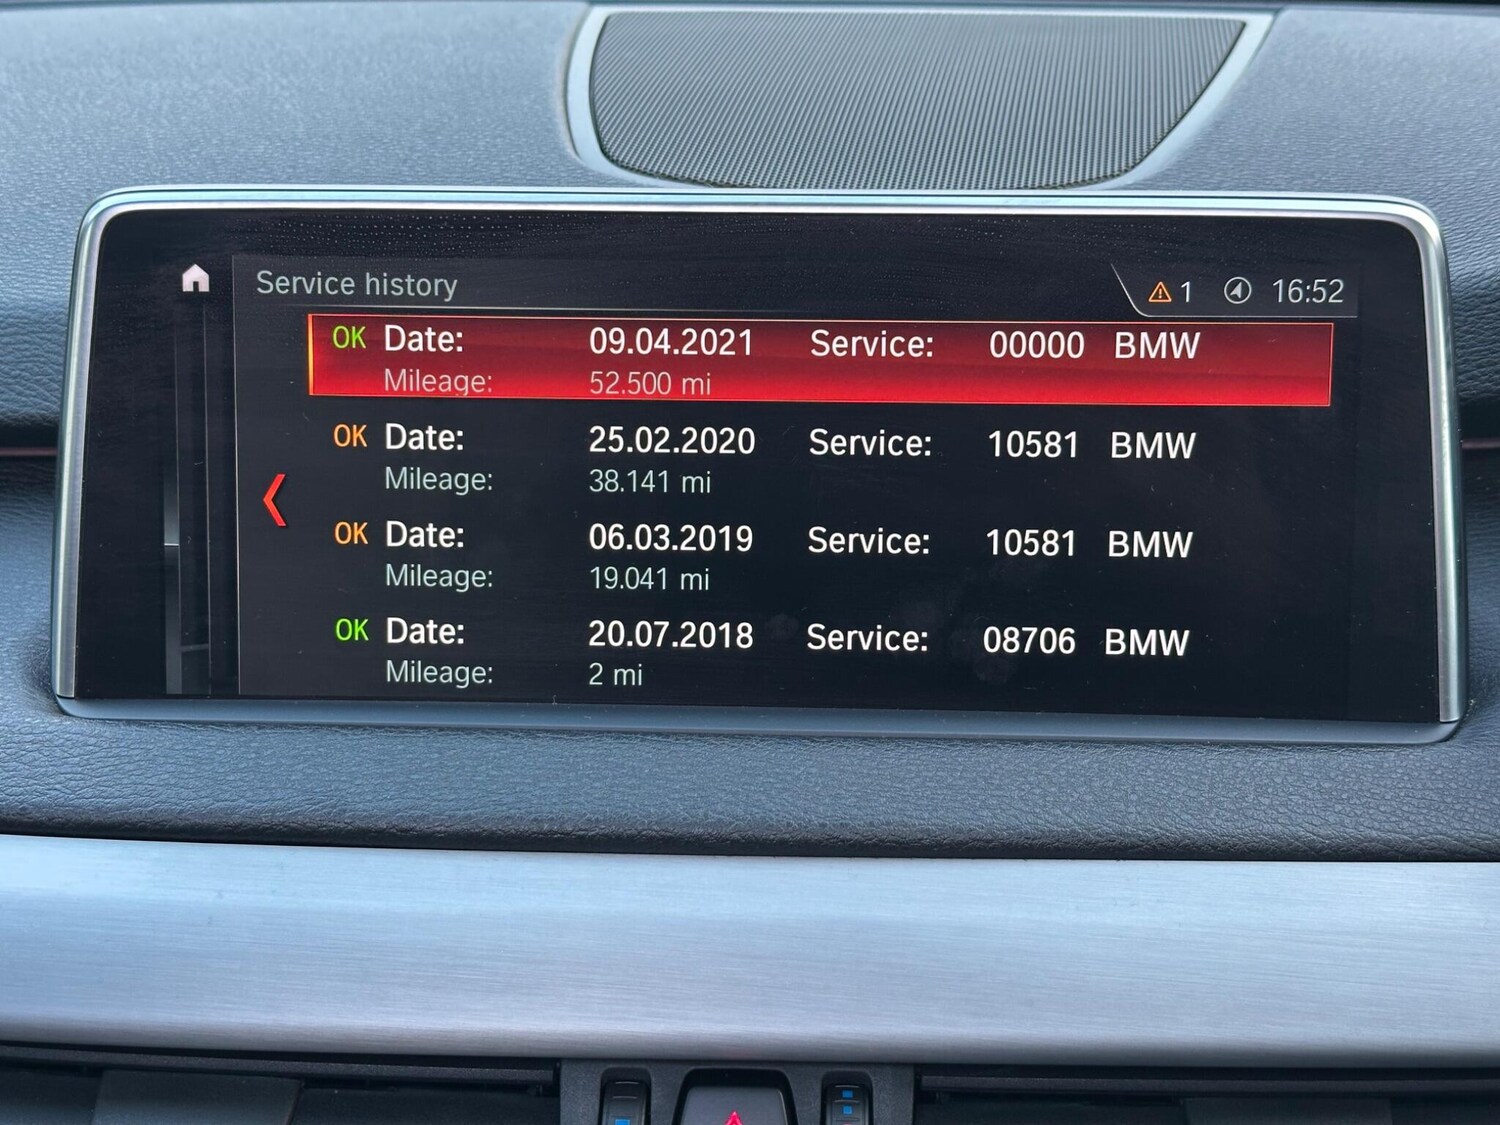 Service history
1 16:52
OK Date: 09.04.2021 Service: 00000 BMW
Mileage: 52.500 mi
OK Date: 25.02.2020 Service: 10581 BMW
Mileage: 38.141 mi
OK Date: 06.03.2019 Service: 10581 BMW
Mileage: 19.041 mi
OK Date: 20.07.2018 Service: 08706 BMW
Mileage: 2 mi